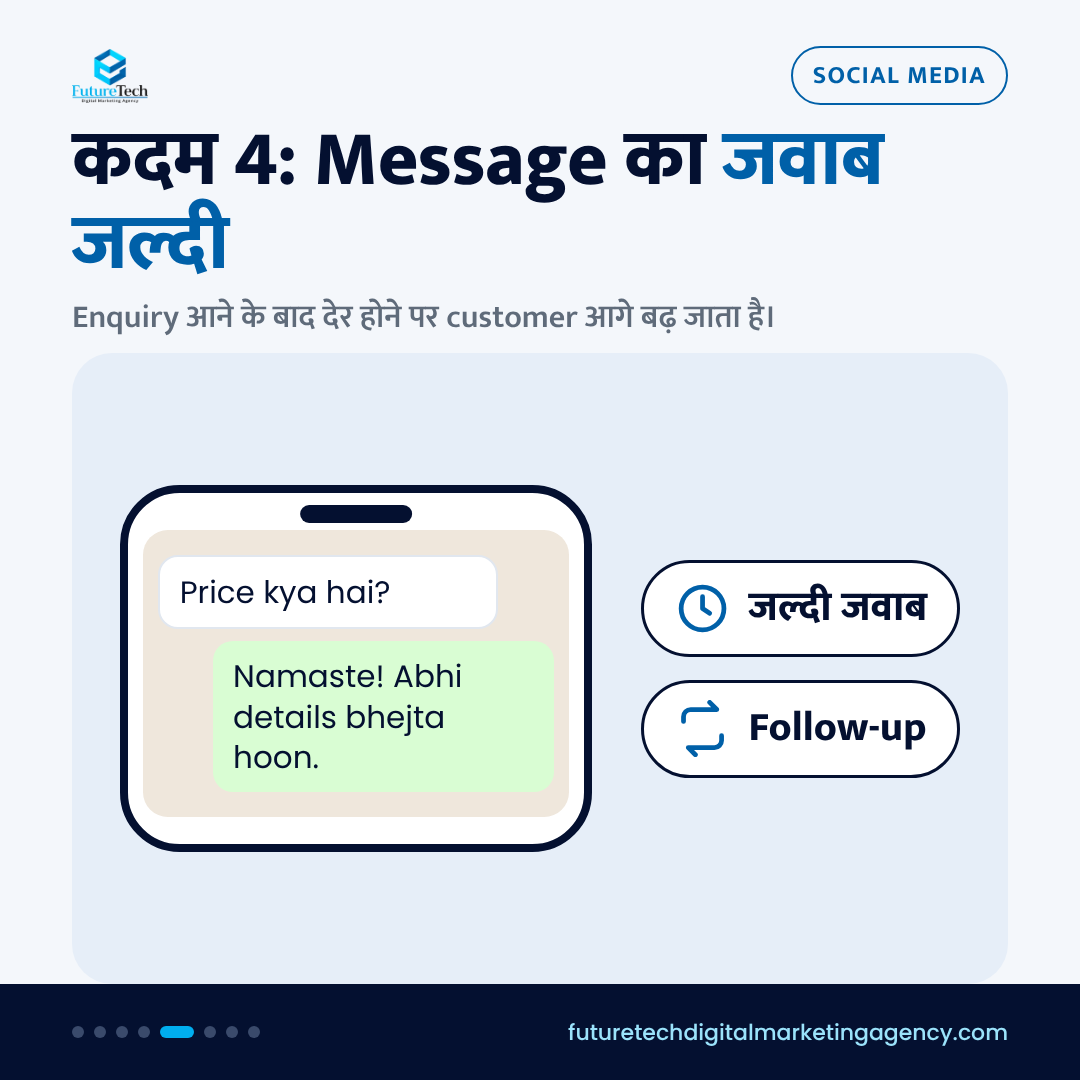 FutureTech
Digital Marketing Agency
SOCIAL MEDIA
कदम 4: Message का जवाब
जल्दी
Enquiry आने के बाद देर होने पर customer आगे बढ़ जाता है।
Price kya hai?
Namaste! Abhi
details bhejta
hoon.
जल्दी जवाब
Follow-up
futuretechdigitalmarketingagency.com